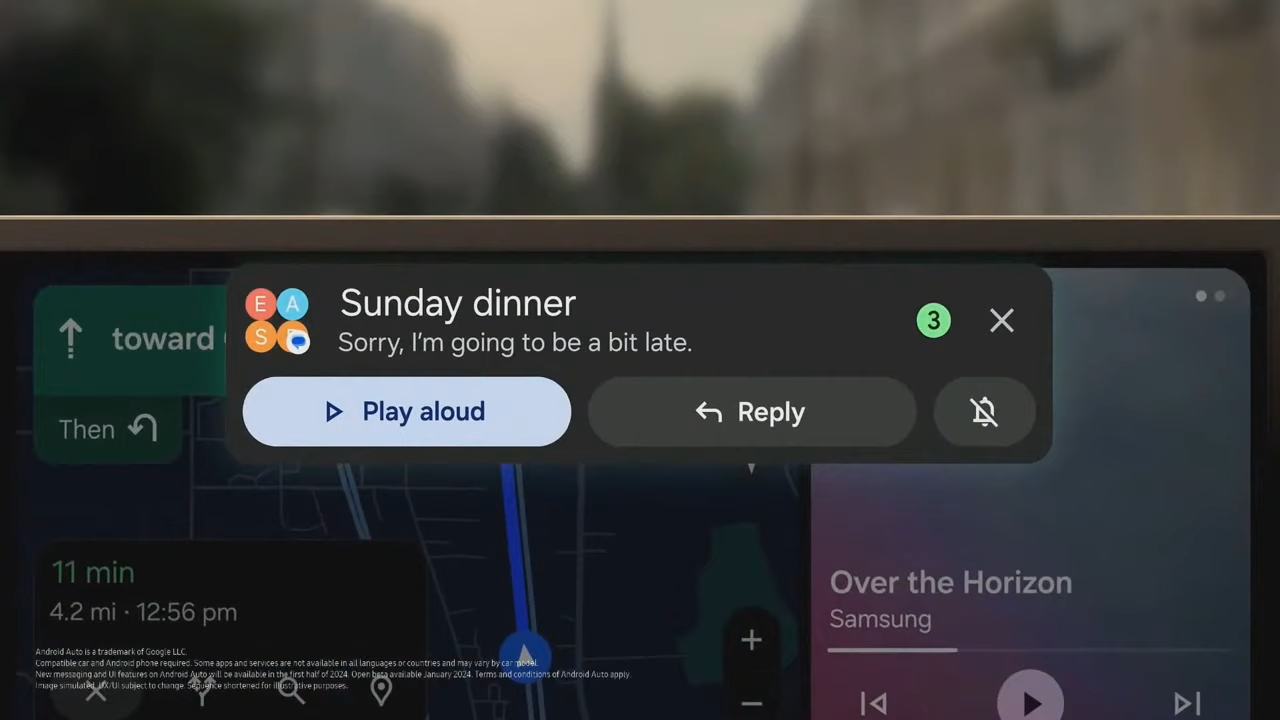 E A
S
Sunday dinner
Sorry, I'm going to be a bit late.
3
Play aloud
Reply
toward
Then
11 min
4.2 mi · 12:56 pm
Over the Horizon
Samsung
Android Auto is a trademark of Google LLC.
Compatible car and Android phone required. Some apps and services are not available in all languages or countries and may vary by car model.
New messaging and UI features on Android Auto will be available in the first half of 2024. Open beta available January 2024. Terms and conditions of Android Auto apply.
Image simulated. UX/UI subject to change. Sequence shortened for illustrative purposes.